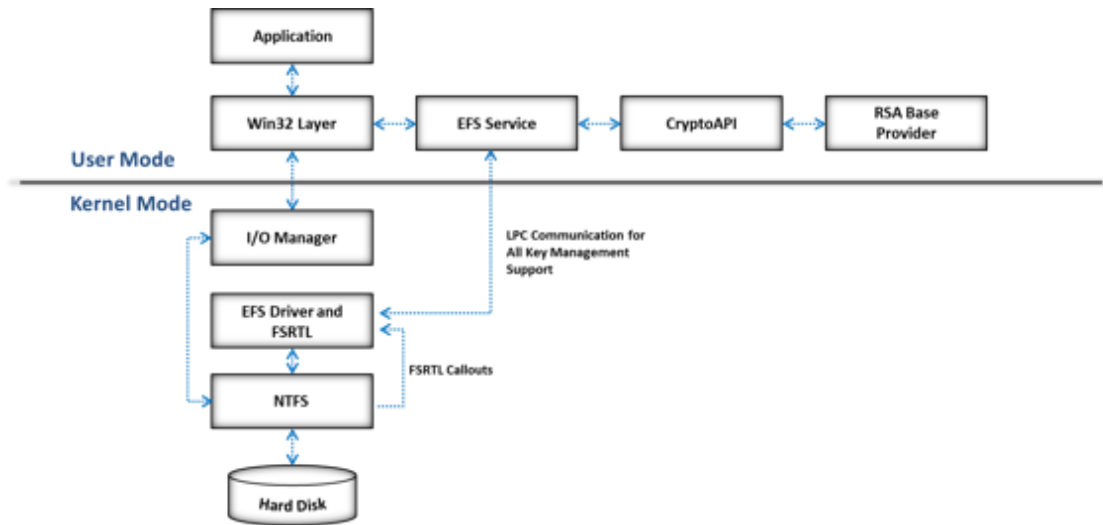 Application
Win32 Layer
EFS Service
CryptoAPI
RSA Base
Provider
User Mode
Kernel Mode
I/O Manager
LPC Communication for
All Key Management
Support
EFS Driver and
FSRTL
FSRTL Callouts
NTFS
Hard Disk